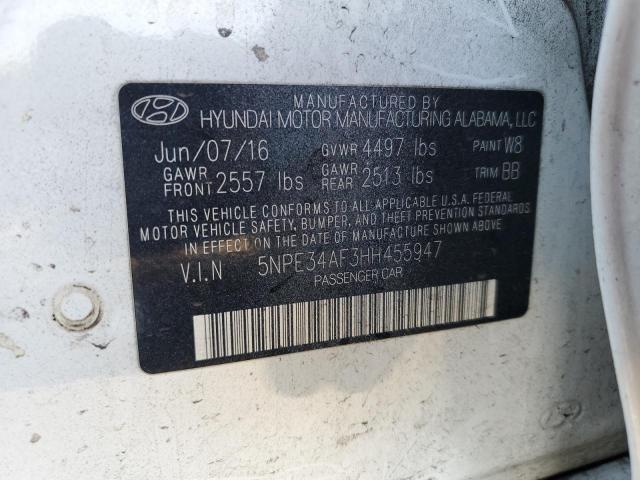 MANUFACTURED BY
HYUNDAI MOTOR MANUFACTURING ALABAMA, LLC
Jun/07/16 GVWR 4497 lbs PAINT W8
GAWR FRONT 2557 lbs GAWR REAR 2513 lbs TRIM BB
THIS VEHICLE CONFORMS TO ALL APPLICABLE U.S.A. FEDERAL
MOTOR VEHICLE SAFETY, BUMPER, AND THEFT PREVENTION STANDARDS
IN EFFECT ON THE DATE OF MANUFACTURE SHOWN ABOVE.
V.I.N 5NPE34AF3HH455947
PASSENGER CAR